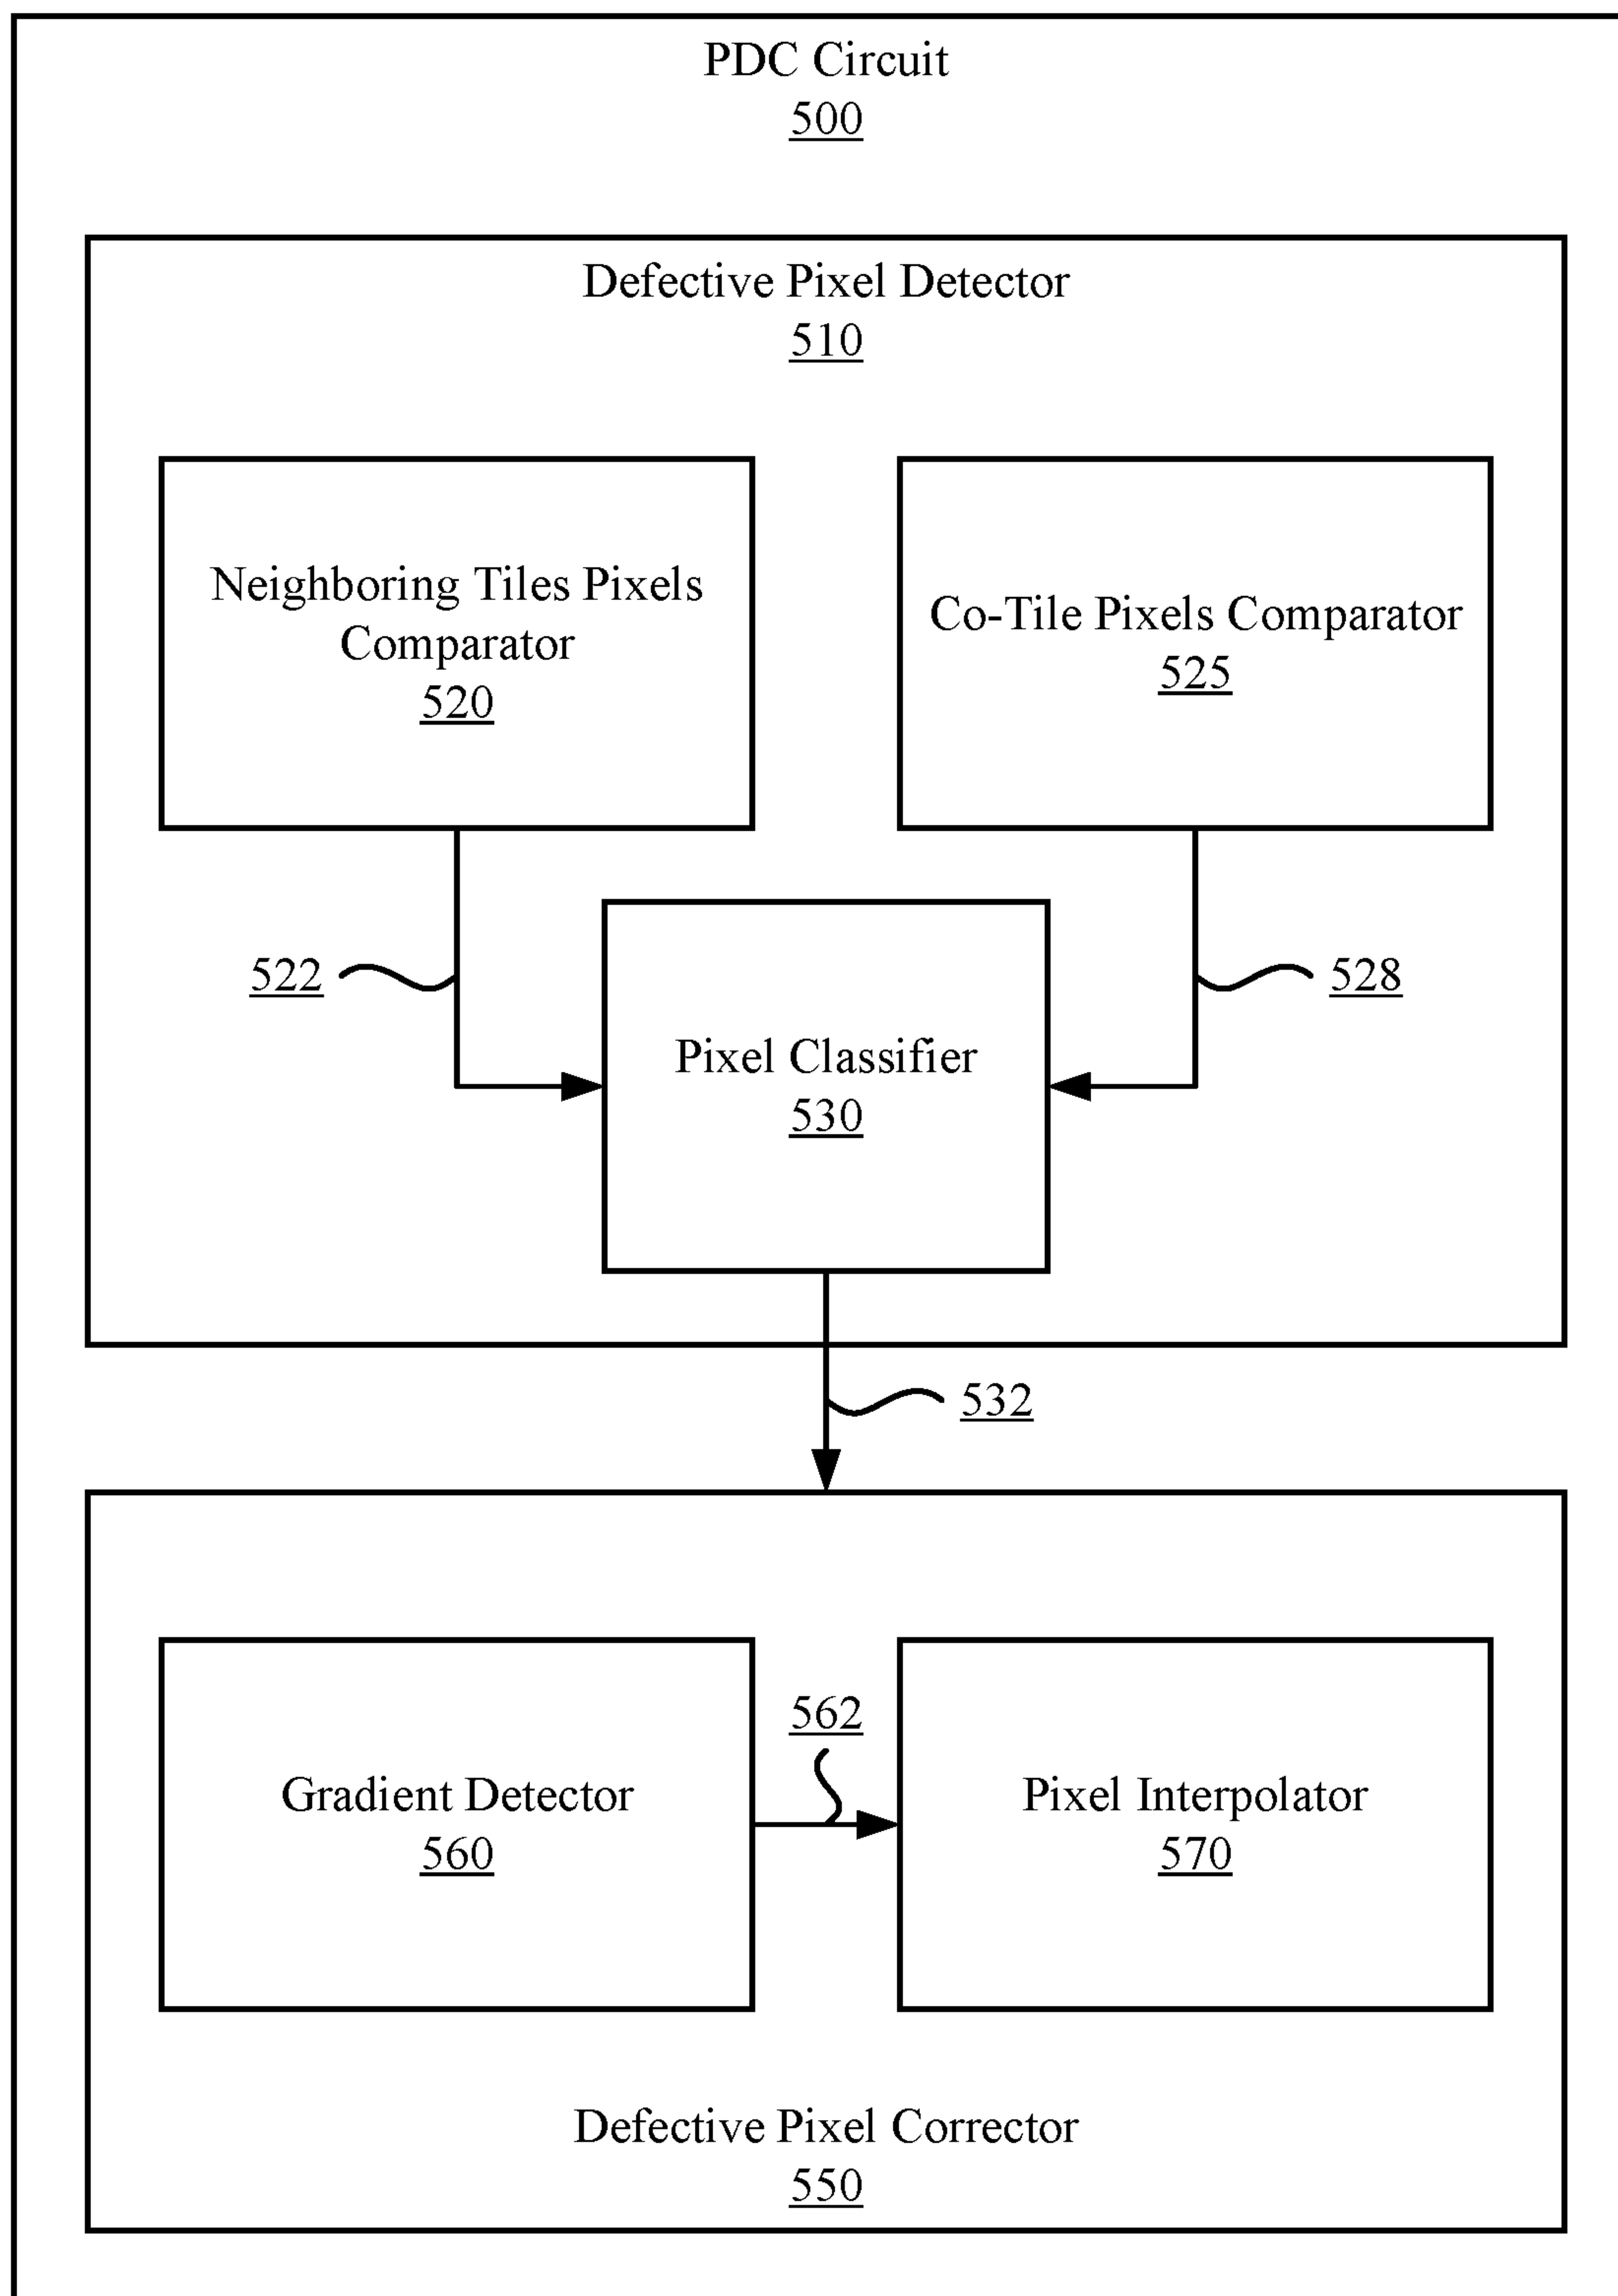 PDC Circuit
500
Defective Pixel Detector
510
Neighboring Tiles Pixels
Comparator
520
Co-Tile Pixels Comparator
525
522
528
Pixel Classifier
530
532
562
Gradient Detector
560
Pixel Interpolator
570
Defective Pixel Corrector
550